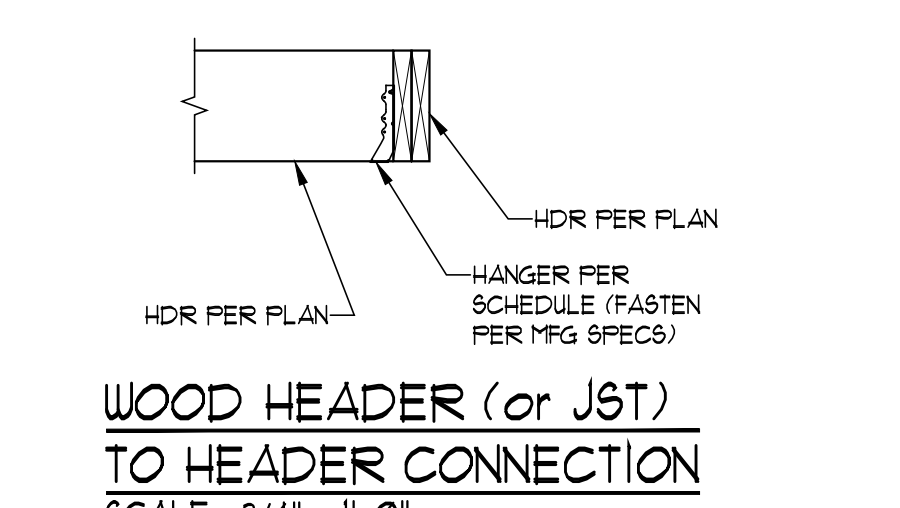 HDR PER PLAN
HANGER PER
SCHEDULE (FASTEN
PER MFG SPECS)
HDR PER PLAN
WOOD HEADER (or JST)
TO HEADER CONNECTION